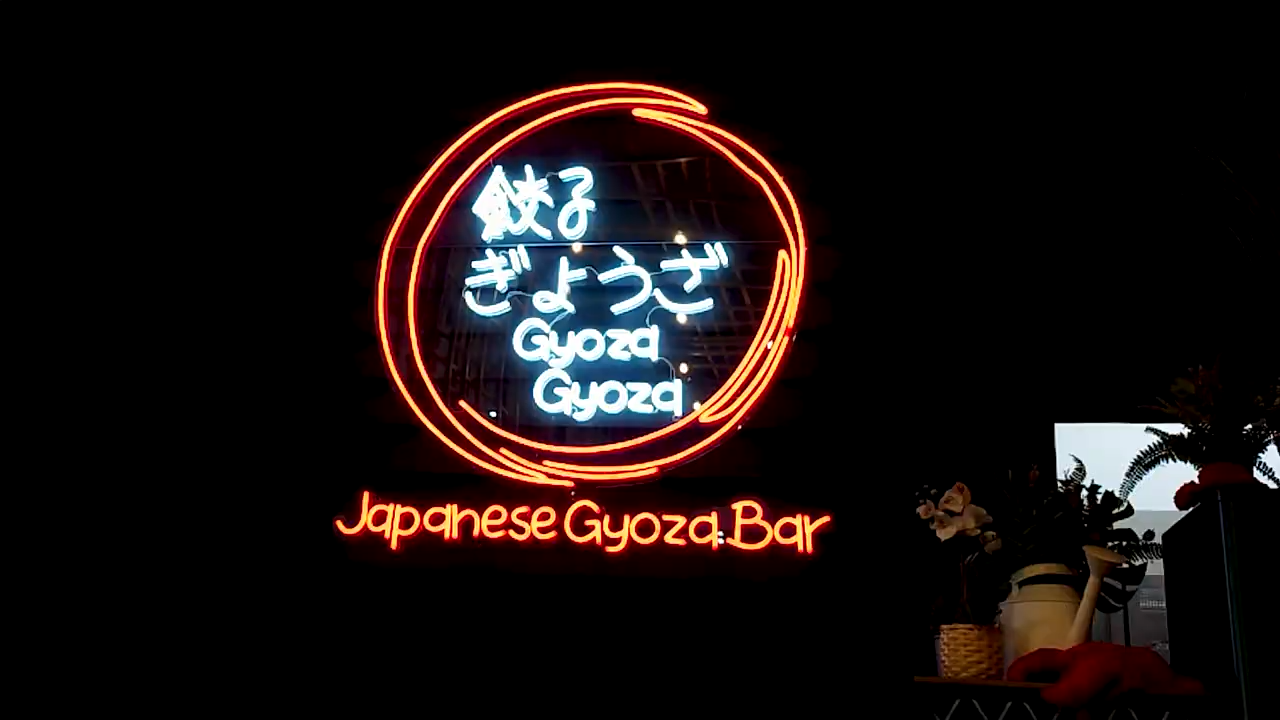 餃子
ぎょうざ
Gyoza
Gyoza
Japanese Gyoza Bar